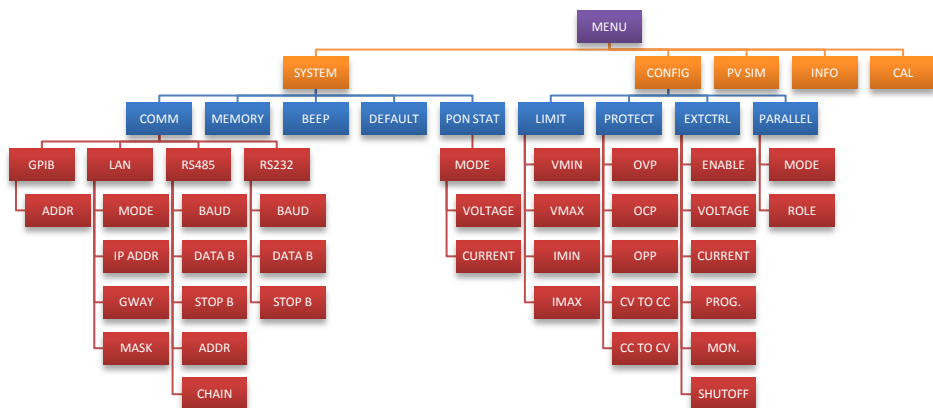 MENU
SYSTEM CONFIG PV SIM INFO CAL
COMM MEMORY BEEP DEFAULT PON STAT LIMIT PROTECT EXTCTRL PARALLEL
GPIB LAN RS485 RS232 MODE VMIN OVP ENABLE MODE
ADDR MODE BAUD BAUD VOLTAGE VMAX OCP VOLTAGE ROLE
IP ADDR DATA B DATA B CURRENT IMIN OPP CURRENT
GWAY STOP B STOP B IMAX CV TO CC PROG.
MASK ADDR CC TO CV MON.
CHAIN SHUTOFF